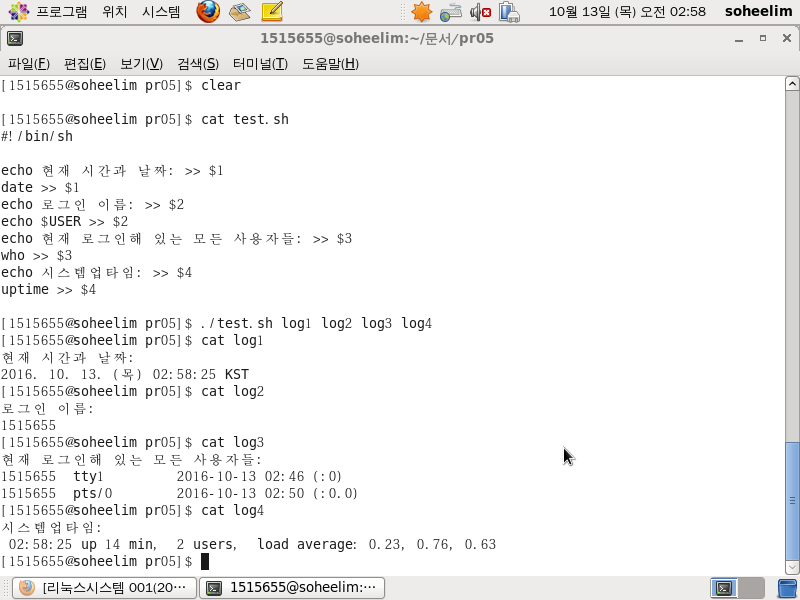 프로그램 위치 시스템 10월 13일 (목) 오전 02:58 soheelim
1515655@soheelim:~/문서/pr05
파일(F) 편집(E) 보기(V) 검색(S) 터미널(T) 도움말(H)
[1515655@soheelim pr05]$ clear
[1515655@soheelim pr05]$ cat test.sh
#!/bin/sh
echo 현재 시간과 날짜: >> $1
date >> $1
echo 로그인 이름: >> $2
echo $USER >> $2
echo 현재 로그인해 있는 모든 사용자들: >> $3
who >> $3
echo 시스템업타임: >> $4
uptime >> $4
[1515655@soheelim pr05]$ ./test.sh log1 log2 log3 log4
[1515655@soheelim pr05]$ cat log1
현재 시간과 날짜:
2016. 10. 13. (목) 02:58:25 KST
[1515655@soheelim pr05]$ cat log2
로그인 이름:
1515655
[1515655@soheelim pr05]$ cat log3
현재 로그인해 있는 모든 사용자들:
1515655 tty1 2016-10-13 02:46 (:0)
1515655 pts/0 2016-10-13 02:50 (:0.0)
[1515655@soheelim pr05]$ cat log4
시스템업타임:
02:58:25 up 14 min, 2 users, load average: 0.23, 0.76, 0.63
[1515655@soheelim pr05]$
[리눅스시스템 001(20⋯ 1515655@soheelim:⋯